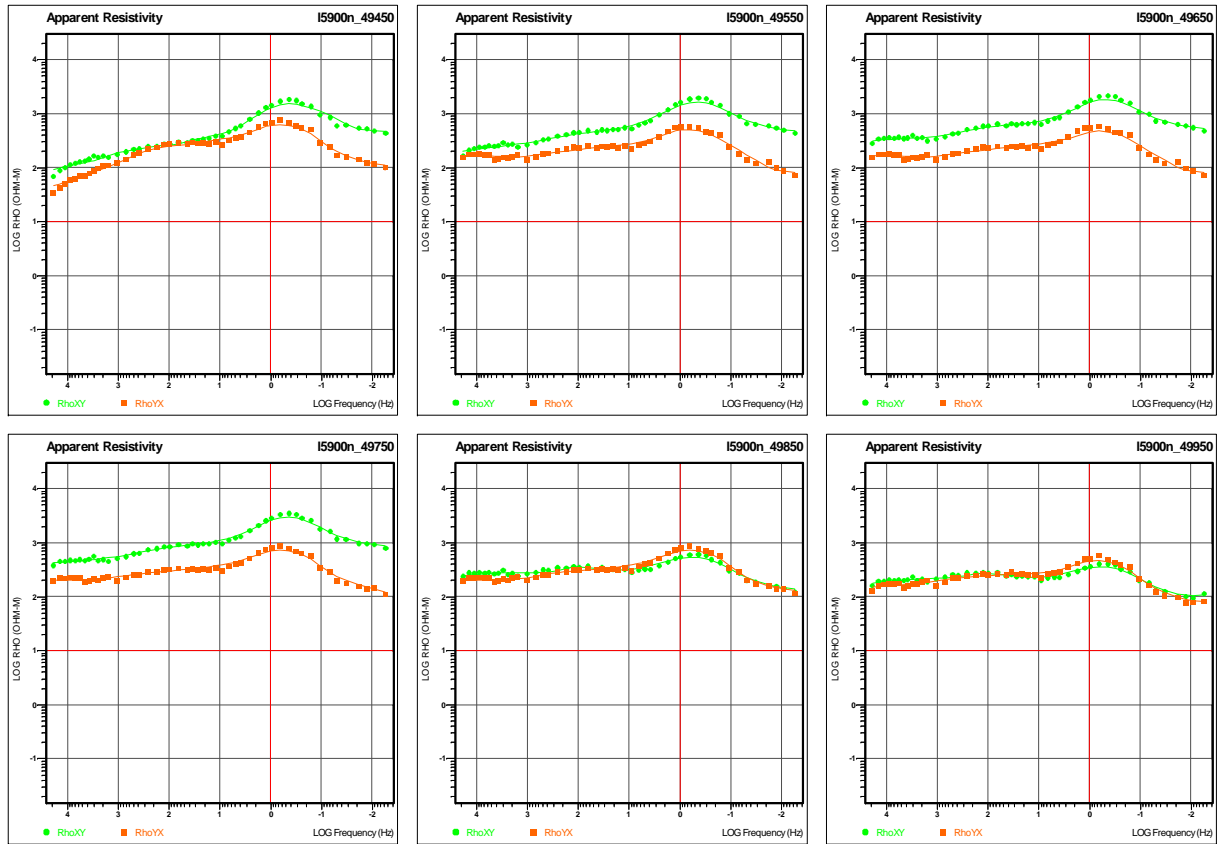 Apparent Resistivity l5900n_49450
4
3
2
1
0
-1
LOG RHO (OHM-M)
4 3 2 1 0 -1 -2
RhoXY RhoYX LOG Frequency (Hz)
Apparent Resistivity l5900n_49550
4
3
2
1
0
-1
LOG RHO (OHM-M)
4 3 2 1 0 -1 -2
RhoXY RhoYX LOG Frequency (Hz)
Apparent Resistivity l5900n_49650
4
3
2
1
0
-1
LOG RHO (OHM-M)
4 3 2 1 0 -1 -2
RhoXY RhoYX LOG Frequency (Hz)
Apparent Resistivity l5900n_49750
4
3
2
1
0
-1
LOG RHO (OHM-M)
4 3 2 1 0 -1 -2
RhoXY RhoYX LOG Frequency (Hz)
Apparent Resistivity l5900n_49850
4
3
2
1
0
-1
LOG RHO (OHM-M)
4 3 2 1 0 -1 -2
RhoXY RhoYX LOG Frequency (Hz)
Apparent Resistivity l5900n_49950
4
3
2
1
0
-1
LOG RHO (OHM-M)
4 3 2 1 0 -1 -2
RhoXY RhoYX LOG Frequency (Hz)